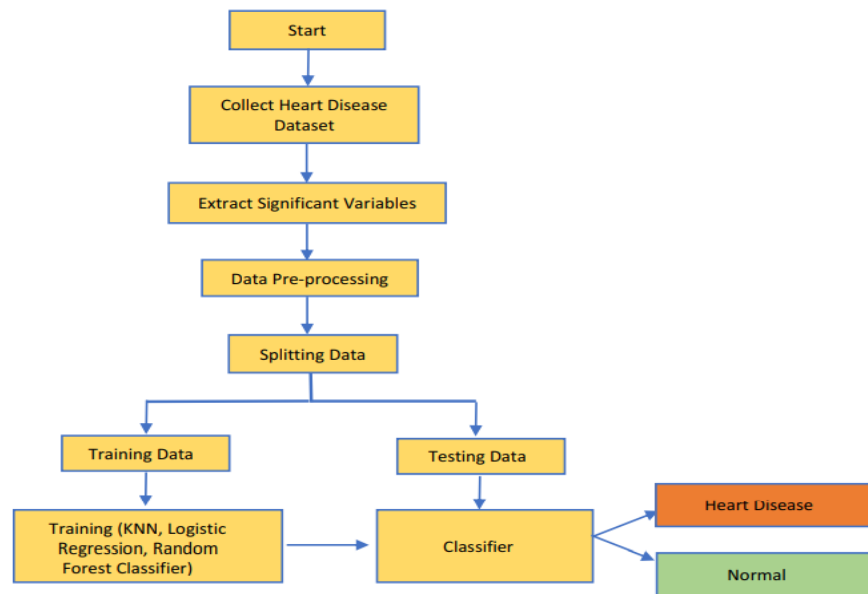 Start
Collect Heart Disease
Dataset
Extract Significant Variables
Data Pre-processing
Splitting Data
Training Data
Testing Data
Training (KNN, Logistic
Regression, Random
Forest Classifier)
Classifier
Heart Disease
Normal